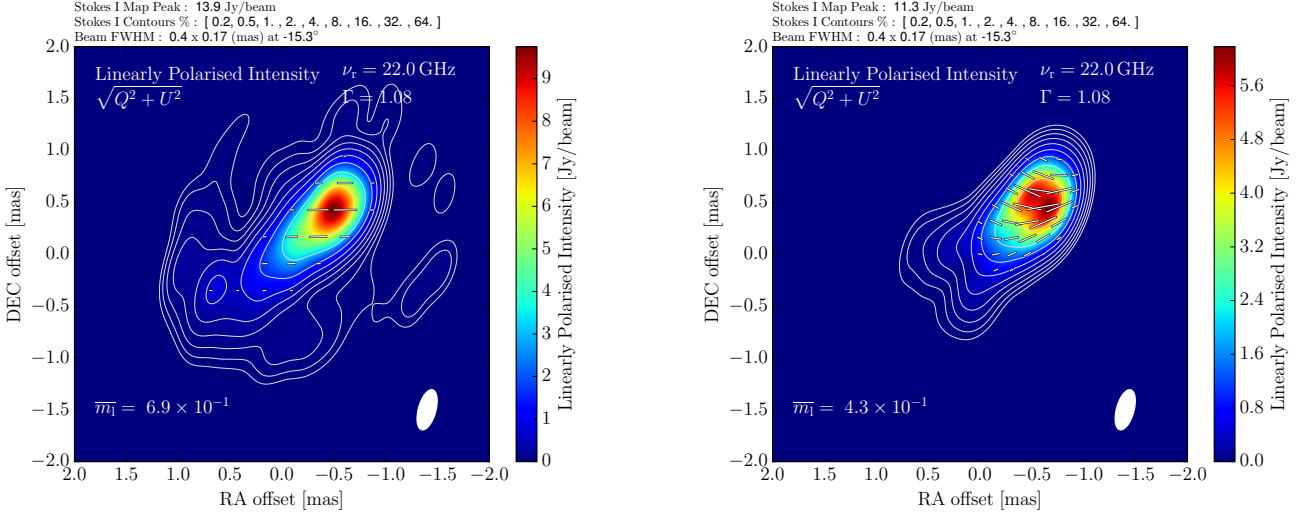 Stokes I Map Peak : 13.9 Jy/beam
Stokes I Contours % : [ 0.2, 0.5, 1. , 2. , 4. , 8. , 16. , 32. , 64. ]
Beam FWHM : 0.4 x 0.17 (mas) at -15.3°
Linearly Polarised Intensity
√Q² + U²
ν_r = 22.0 GHz
Γ = 1.08
m̅_l = 6.9 × 10⁻¹
DEC offset [mas]
2.0
1.5
1.0
0.5
0.0
−0.5
−1.0
−1.5
−2.0
2.0 1.5 1.0 0.5 0.0 −0.5 −1.0 −1.5 −2.0
RA offset [mas]
9
8
7
6
5
4
3
2
1
0
Linearly Polarised Intensity [Jy/beam]
Stokes I Map Peak : 11.3 Jy/beam
Stokes I Contours % : [ 0.2, 0.5, 1. , 2. , 4. , 8. , 16. , 32. , 64. ]
Beam FWHM : 0.4 x 0.17 (mas) at -15.3°
Linearly Polarised Intensity
√Q² + U²
ν_r = 22.0 GHz
Γ = 1.08
m̅_l = 4.3 × 10⁻¹
DEC offset [mas]
2.0
1.5
1.0
0.5
0.0
−0.5
−1.0
−1.5
−2.0
2.0 1.5 1.0 0.5 0.0 −0.5 −1.0 −1.5 −2.0
RA offset [mas]
5.6
4.8
4.0
3.2
2.4
1.6
0.8
0.0
Linearly Polarised Intensity [Jy/beam]